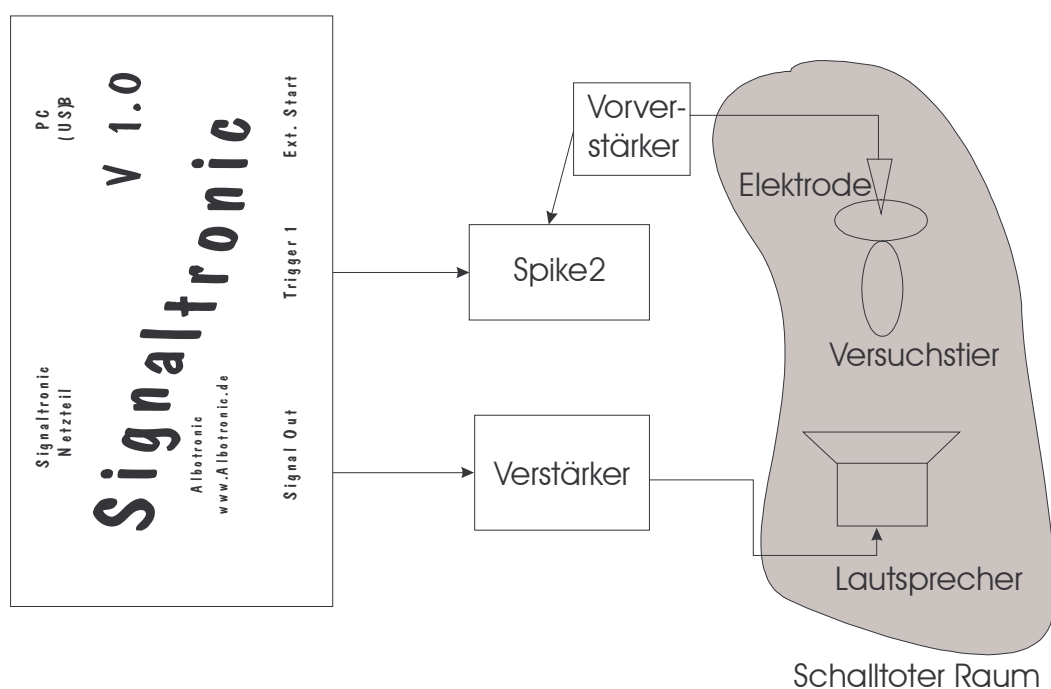 PC
(USB)
V 1.0
Ext. Start
Signaltronic
Trigger 1
Signaltronic
Netzteil
Albotronic
www.Albotronic.de
Signal Out
Vorver-
stärker
Elektrode
Spike2
Versuchstier
Verstärker
Lautsprecher
Schalltoter Raum